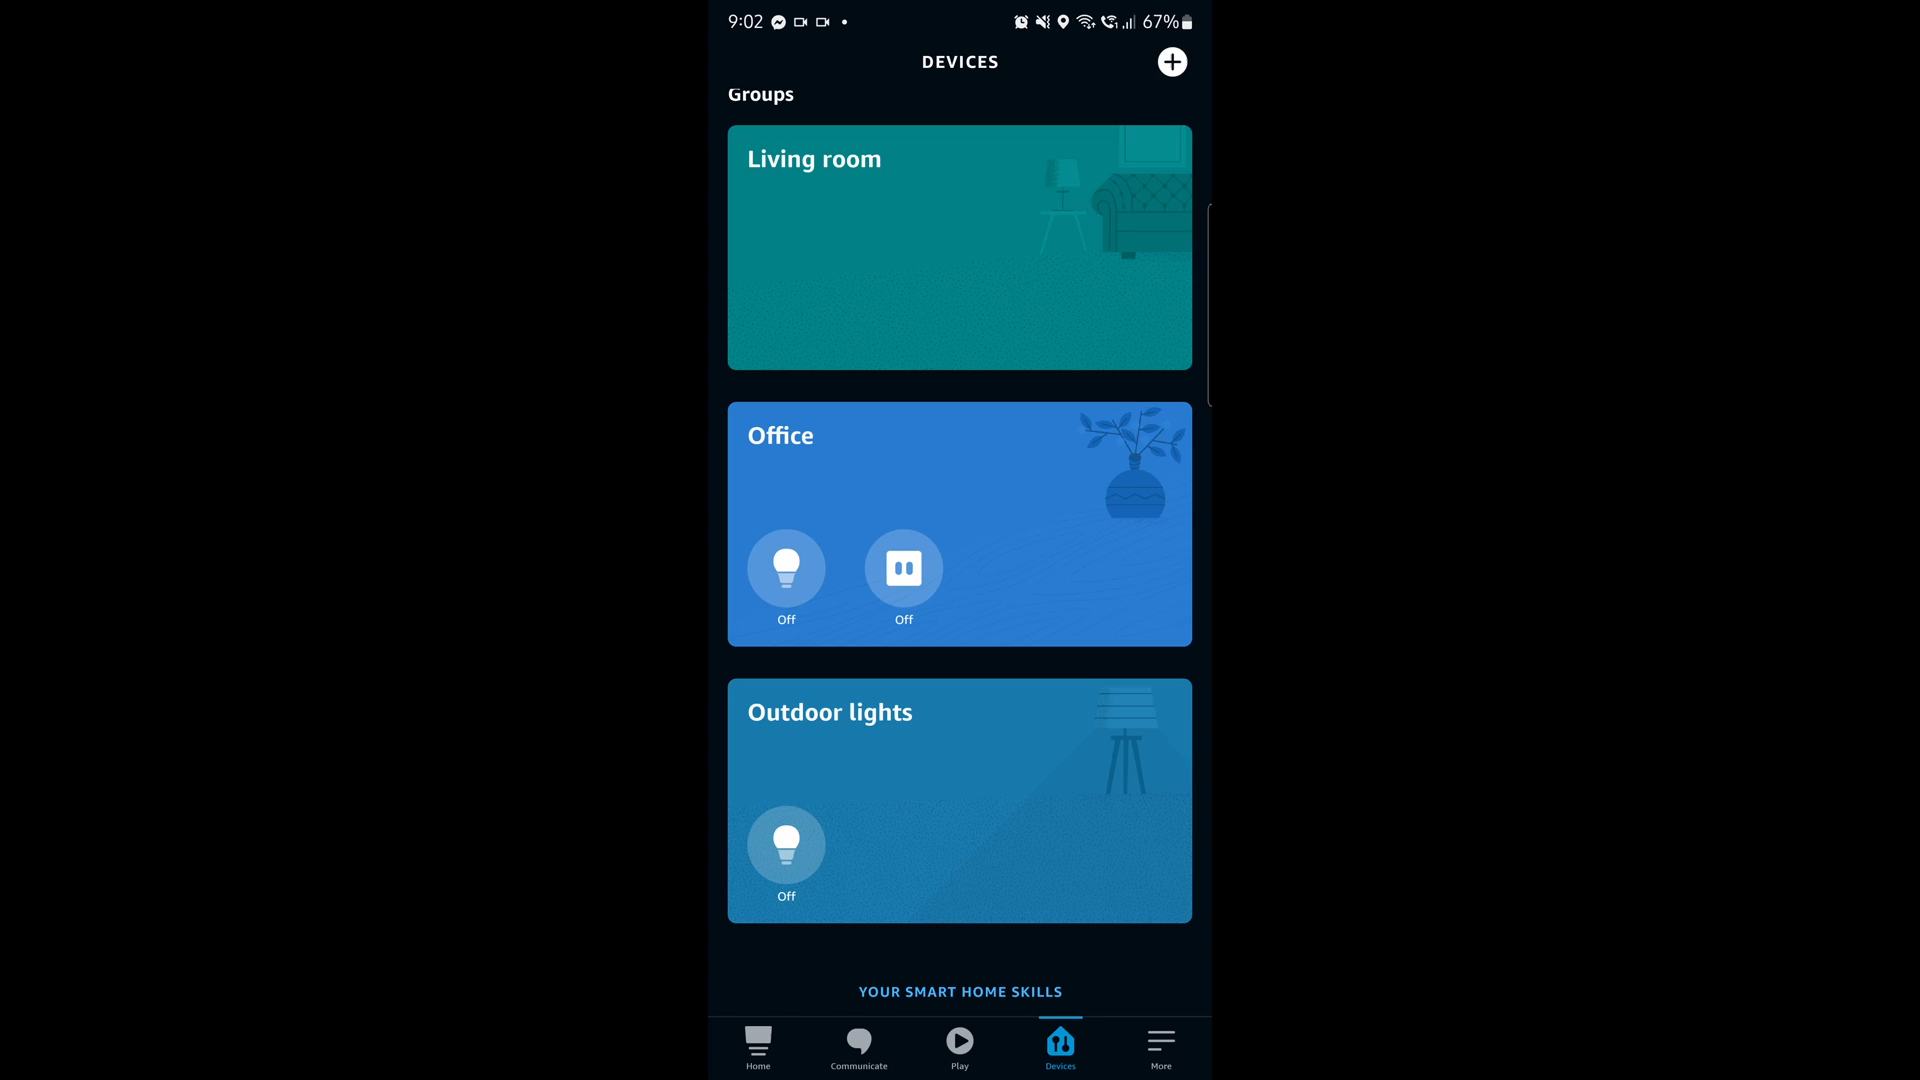 9:02 67%
DEVICES
Groups
Living room
Office
Off Off
Outdoor lights
Off
YOUR SMART HOME SKILLS
Home Communicate Play Devices More